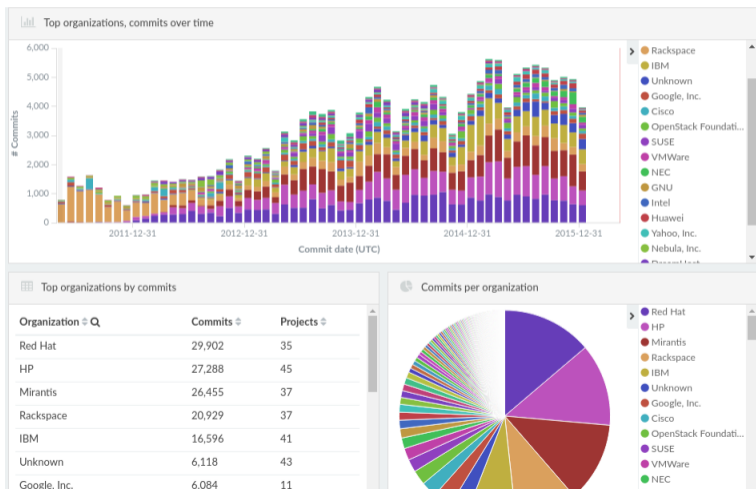 Top organizations, commits over time
6,000
5,000
4,000
3,000
2,000
1,000
0
# Commits
2011-12-31
2012-12-31
2013-12-31
2014-12-31
2015-12-31
Commit date (UTC)
Rackspace
IBM
Unknown
Google, Inc.
Cisco
OpenStack Foundati...
SUSE
VMWare
NEC
GNU
Intel
Huawei
Yahoo, Inc.
Nebula, Inc.
Top organizations by commits
Organization Commits Projects
Red Hat 29,902 35
HP 27,288 45
Mirantis 26,455 37
Rackspace 20,929 37
IBM 16,596 41
Unknown 6,118 43
Google, Inc. 6,084 11
Commits per organization
Red Hat
HP
Mirantis
Rackspace
IBM
Unknown
Google, Inc.
Cisco
OpenStack Foundati...
SUSE
VMWare
NEC